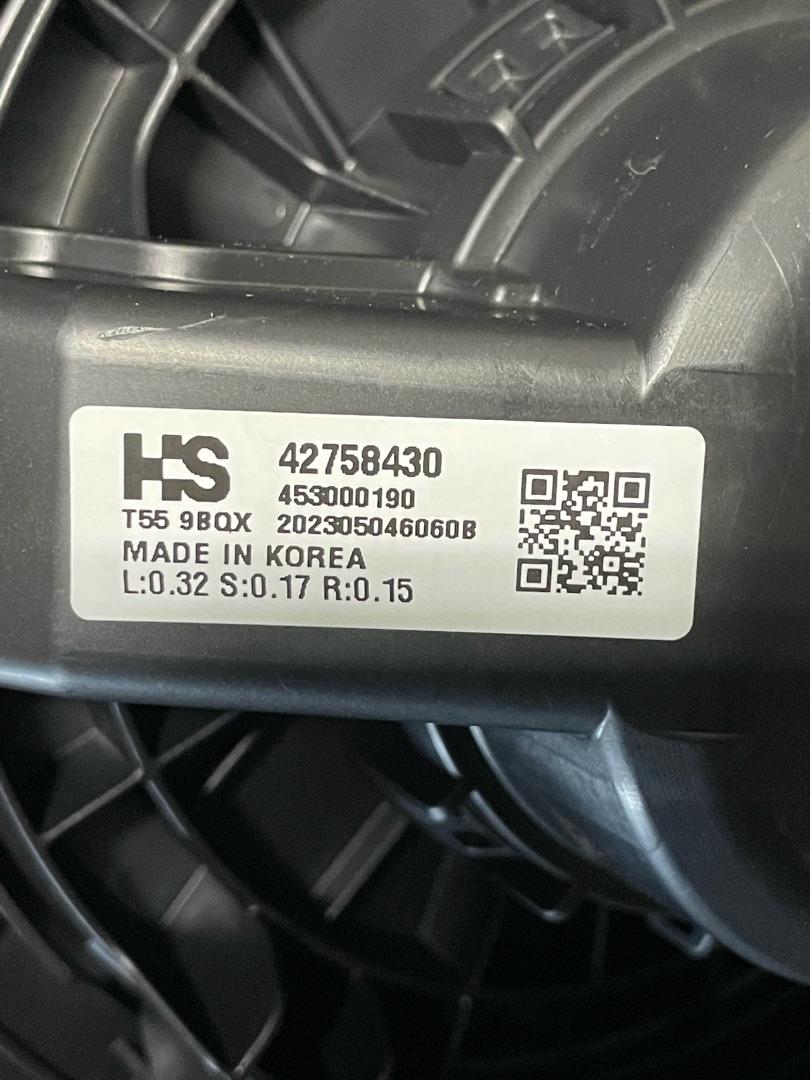 HS 42758430
453000190
T55 9BQX 202305046060B
MADE IN KOREA
L:0.32 S:0.17 R:0.15